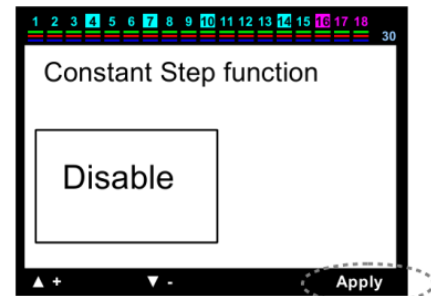 1 2 3 4 5 6 7 8 9 10 11 12 13 14 15 16 17 18
30
Constant Step function
Disable
▲ + ▼ - Apply